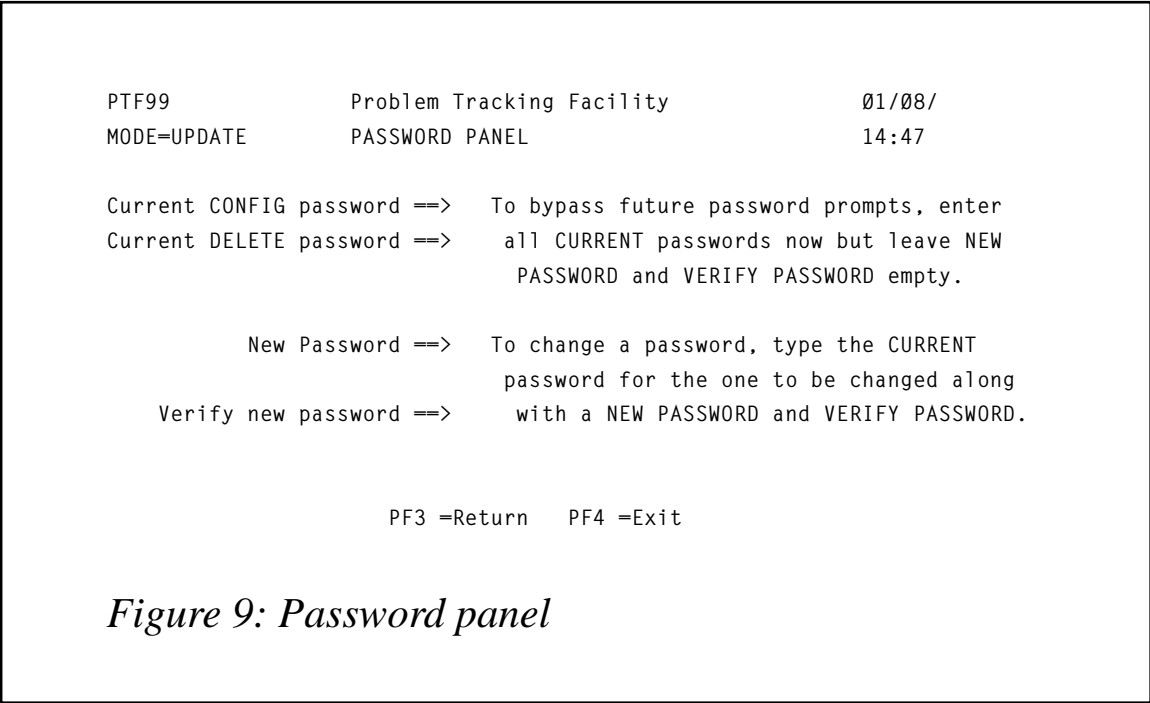 PTF99 Problem Tracking Facility Ø1/Ø8/
MODE=UPDATE PASSWORD PANEL 14:47
Current CONFIG password ==> To bypass future password prompts, enter
Current DELETE password ==> all CURRENT passwords now but leave NEW
PASSWORD and VERIFY PASSWORD empty.
New Password ==> To change a password, type the CURRENT
password for the one to be changed along
Verify new password ==> with a NEW PASSWORD and VERIFY PASSWORD.
PF3 =Return PF4 =Exit
Figure 9: Password panel